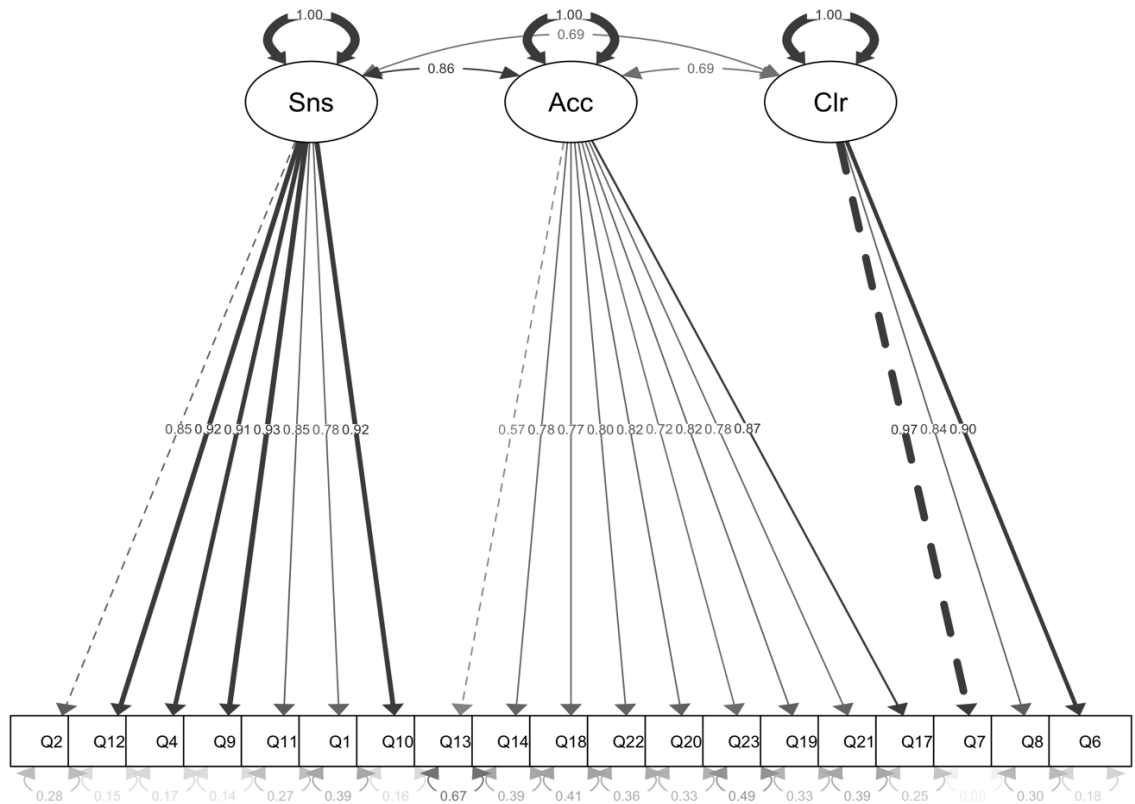 1.00 1.00 1.00
0.69
0.86 0.69
Sns Acc Clr
0.85 0.92 0.91 0.93 0.85 0.78 0.92 0.57 0.78 0.77 0.80 0.82 0.72 0.82 0.78 0.87 0.97 0.84 0.90
Q2 Q12 Q4 Q9 Q11 Q1 Q10 Q13 Q14 Q18 Q22 Q20 Q23 Q19 Q21 Q17 Q7 Q8 Q6
0.28 0.15 0.17 0.14 0.27 0.39 0.16 0.67 0.39 0.41 0.36 0.33 0.49 0.33 0.39 0.25 0.06 0.30 0.18